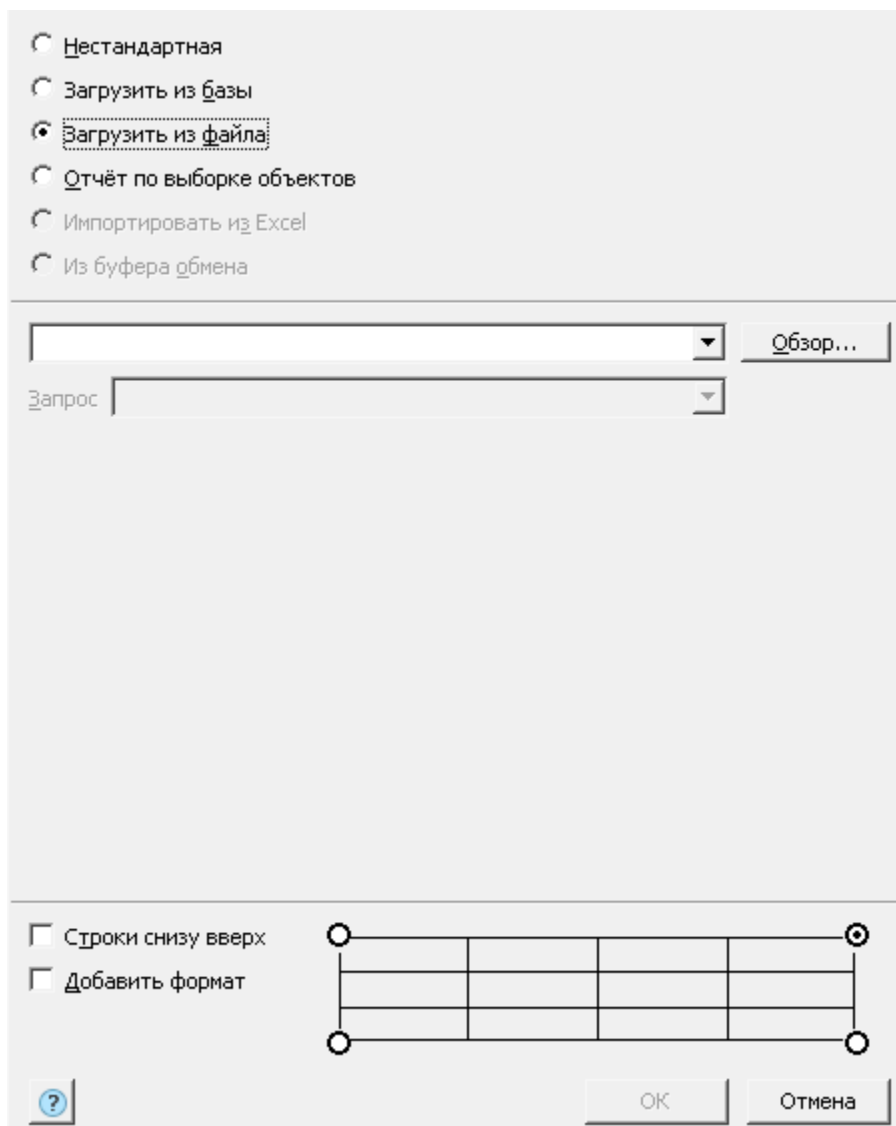 Нестандартная
Загрузить из базы
Загрузить из файла
Отчёт по выборке объектов
Импортировать из Excel
Из буфера обмена
Обзор...
Запрос
Строки снизу вверх
Добавить формат
?
ОК
Отмена